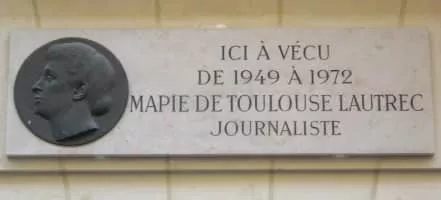 ICI À VÉCU
DE 1949 À 1972
MAPIE DE TOULOUSE LAUTREC
JOURNALISTE